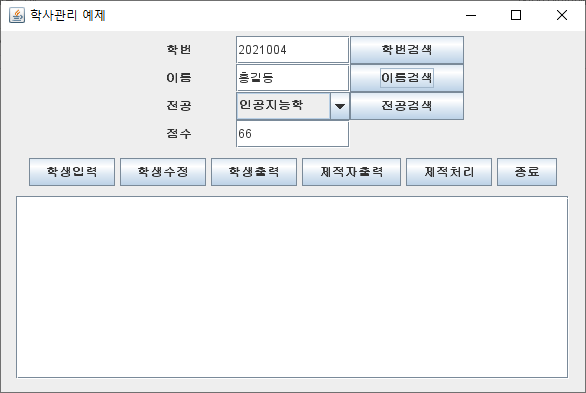 학사관리 예제
학번 2021004 학번검색
이름 홍길동 이름검색
전공 인공지능학 전공검색
점수 66
학생입력 학생수정 학생출력 제적자출력 제적처리 종료